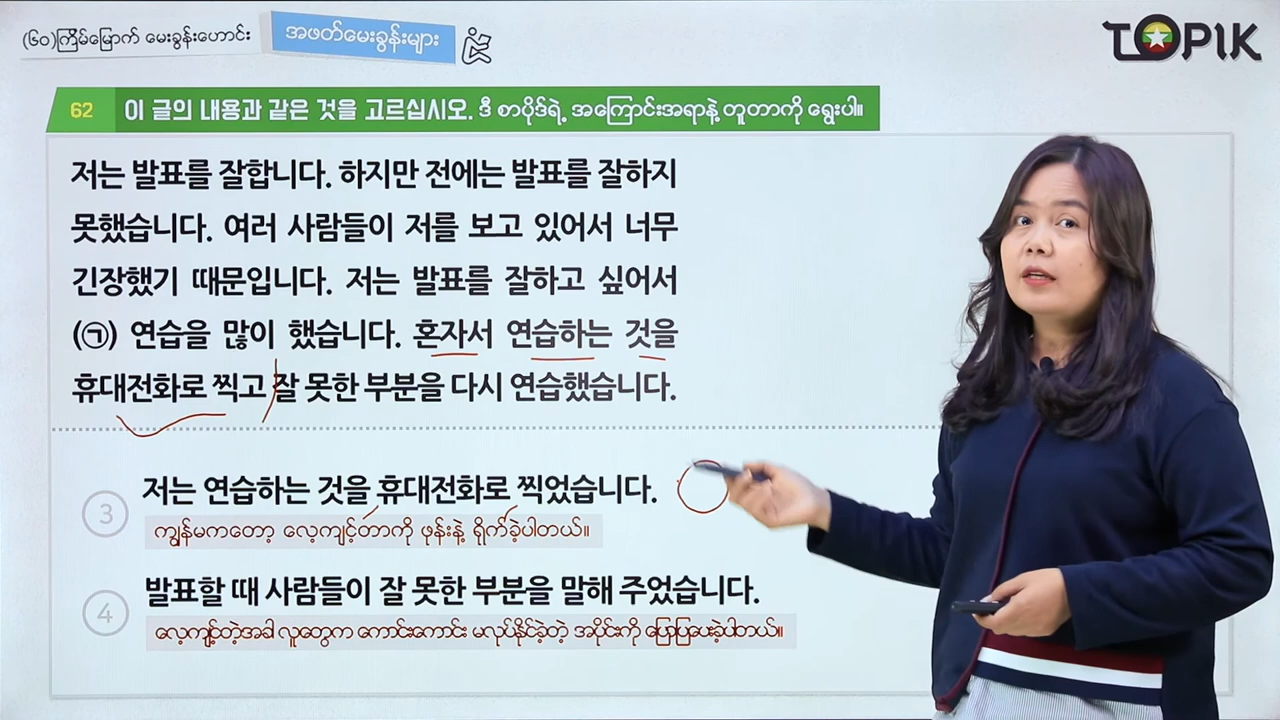 (၆၀)ကြိမ်မြောက် မေးခွန်းဟောင်း
အဖတ်မေးခွန်းများ
TOPIK
62 이 글의 내용과 같은 것을 고르십시오. ဒီ စာပိုဒ်ရဲ့ အကြောင်းအရာနဲ့ တူတာကို ရွေးပါ။
저는 발표를 잘합니다. 하지만 전에는 발표를 잘하지
못했습니다. 여러 사람들이 저를 보고 있어서 너무
긴장했기 때문입니다. 저는 발표를 잘하고 싶어서
(㉠) 연습을 많이 했습니다. 혼자서 연습하는 것을
휴대전화로 찍고 잘 못한 부분을 다시 연습했습니다.
3 저는 연습하는 것을 휴대전화로 찍었습니다.
ကျွန်မကတော့ လေ့ကျင့်တာကို ဖုန်းနဲ့ ရိုက်ခဲ့ပါတယ်။
4 발표할 때 사람들이 잘 못한 부분을 말해 주었습니다.
လေ့ကျင့်တဲ့အခါ လူတွေက ကောင်းကောင်း မလုပ်နိုင်ခဲ့တဲ့ အပိုင်းကို ပြောပြပေးခဲ့ပါတယ်။